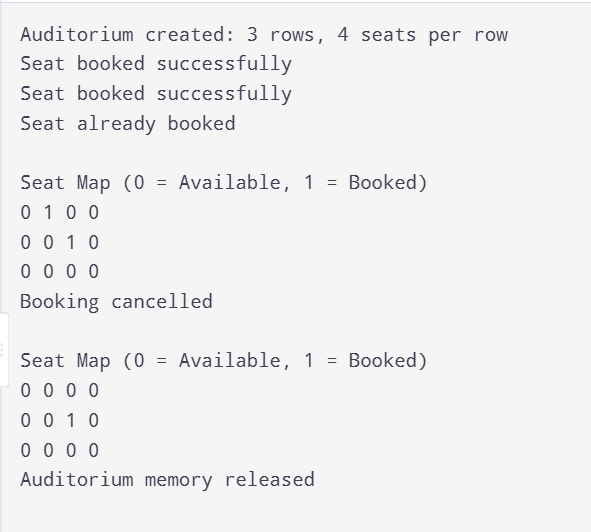 Auditorium created: 3 rows, 4 seats per row
Seat booked successfully
Seat booked successfully
Seat already booked

Seat Map (0 = Available, 1 = Booked)
0 1 0 0
0 0 1 0
0 0 0 0
Booking cancelled

Seat Map (0 = Available, 1 = Booked)
0 0 0 0
0 0 1 0
0 0 0 0
Auditorium memory released